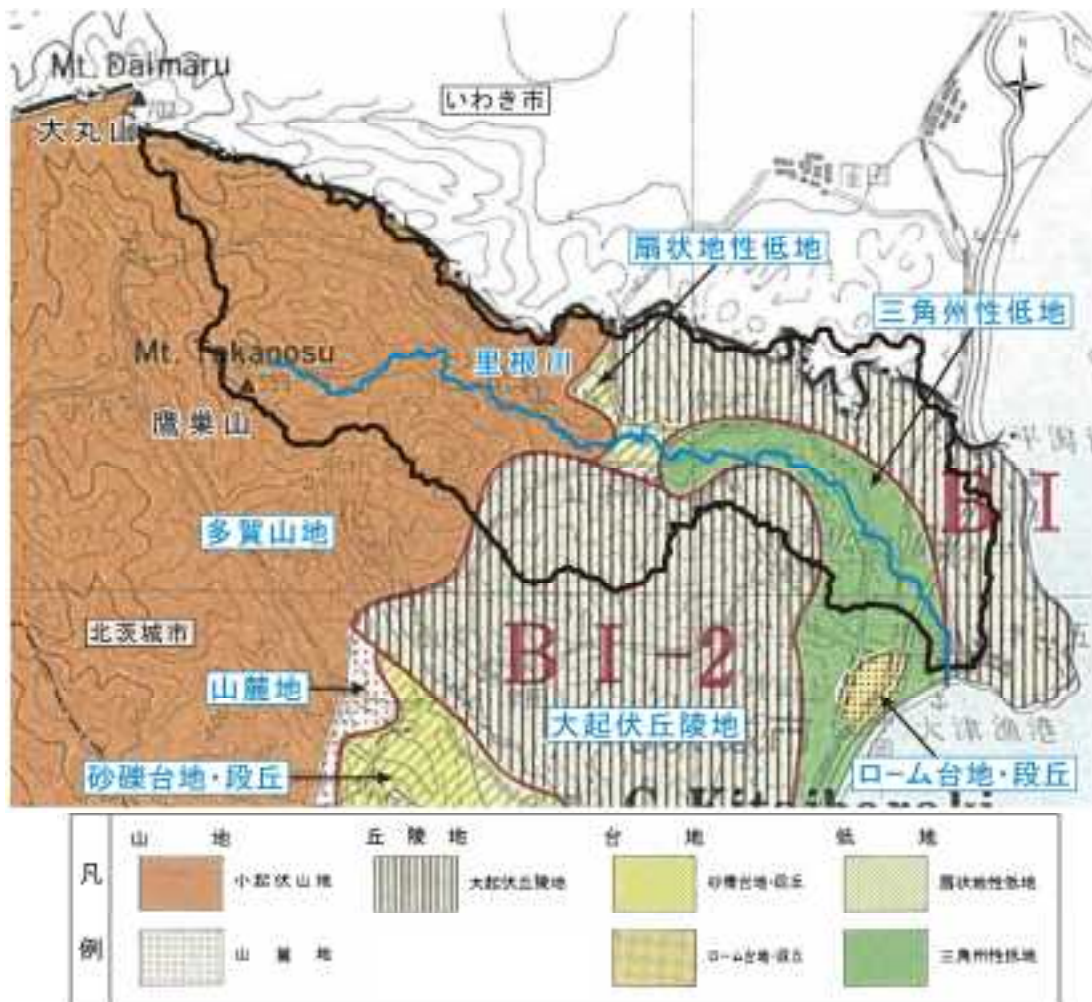 Mt. Daimaru
大丸山
いわき市
扇状地性低地
三角州性低地
里根川
Mt. Takanosu
鷹巣山
多賀山地
B I
北茨城市
B I-2
山麓地
大起伏丘陵地
砂礫台地・段丘
ローム台地・段丘
凡例
山地
丘陵地
台地
低地
小起伏山地
大起伏丘陵地
砂礫台地・段丘
扇状地性低地
山麓地
ローム台地・段丘
三角州性低地